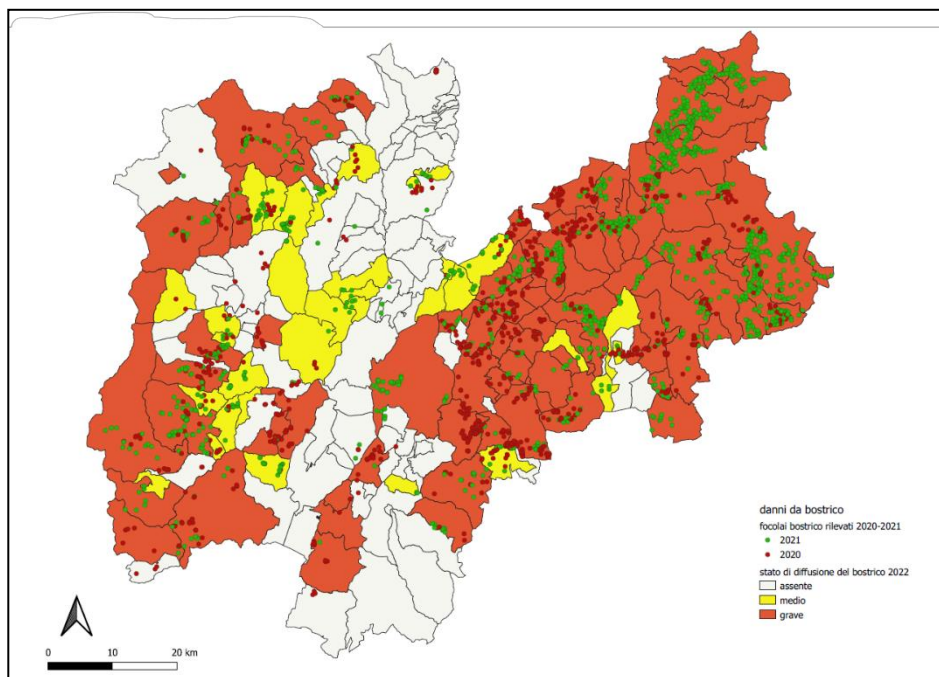 danni da bostrico
focolai bostrico rilevati 2020-2021
2021
2020
stato di diffusione del bostrico 2022
assente
medio
grave
0 10 20 km